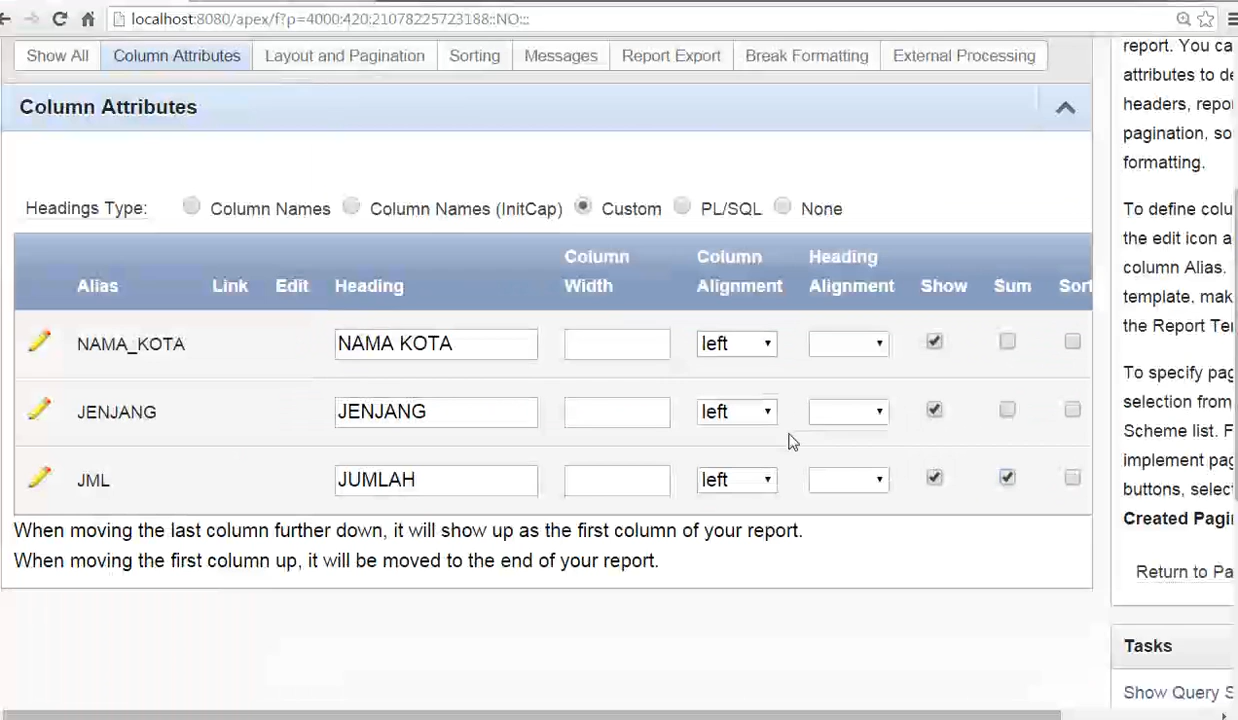 localhost:8080/apex/f?p=4000:420:21078225723188::NO:::
Show All Column Attributes Layout and Pagination Sorting Messages Report Export Break Formatting External Processing
Column Attributes
Headings Type: Column Names Column Names (InitCap) Custom PL/SQL None
Alias Link Edit Heading Column Width Column Alignment Heading Alignment Show Sum Sort
NAMA_KOTA NAMA KOTA left
JENJANG JENJANG left
JML JUMLAH left
When moving the last column further down, it will show up as the first column of your report.
When moving the first column up, it will be moved to the end of your report.
report. You ca
attributes to de
headers, repo
pagination, so
formatting.
To define colu
the edit icon a
column Alias.
template, mak
the Report Te
To specify pag
selection from
Scheme list. F
implement pag
buttons, select
Created Pagi
Return to Pa
Tasks
Show Query S